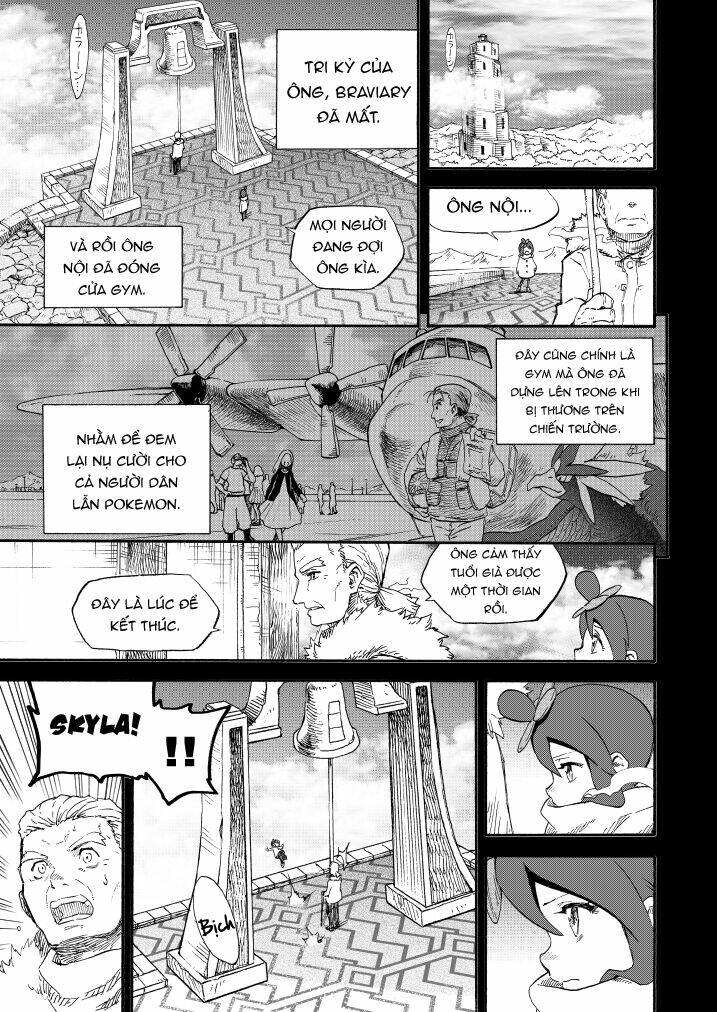 カラーン
TRI KỶ CỦA
ÔNG, BRAVIARY
ĐÃ MẤT.
カラーン...
ÔNG NỘI...
MỌI NGƯỜI
ĐANG ĐỢI
ÔNG KÌA.
VÀ RỒI ÔNG
NỘI ĐÃ ĐÓNG
CỬA GYM.
ĐÂY CŨNG CHÍNH LÀ
GYM MÀ ÔNG ĐÃ
DỰNG LÊN TRONG KHI
BỊ THƯƠNG TRÊN
CHIẾN TRƯỜNG.
NHẰM ĐỂ ĐEM
LẠI NỤ CƯỜI CHO
CẢ NGƯỜI DÂN
LẪN POKEMON.
ÔNG CẢM THẤY
TUỔI GIÀ ĐƯỢC
MỘT THỜI GIAN
RỒI.
ĐÂY LÀ LÚC ĐỂ
KẾT THÚC.
SKYLA!
!!
Bịch